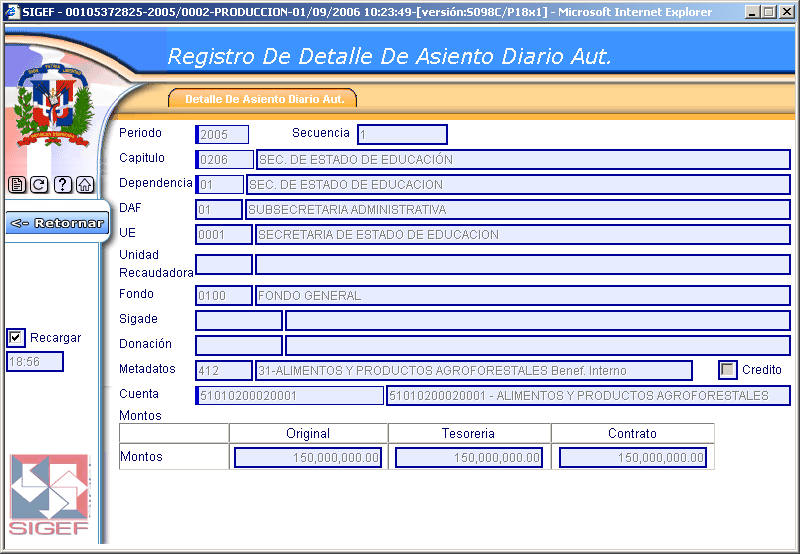 SIGEF - 00105372825-2005/0002-PRODUCCION-01/09/2006 10:23:49-[versión:S098C/P18x1] - Microsoft Internet Explorer
Registro De Detalle De Asiento Diario Aut.
Detalle De Asiento Diario Aut.
Periodo 2005 Secuencia 1
Capitulo 0206 SEC. DE ESTADO DE EDUCACIÓN
Dependencia 01 SEC. DE ESTADO DE EDUCACION
DAF 01 SUBSECRETARIA ADMINISTRATIVA
<- Retornar
UE 0001 SECRETARIA DE ESTADO DE EDUCACION
Unidad
Recaudadora
Fondo 0100 FONDO GENERAL
Sigade
Recargar
Donación
18:56
Metadatos 412 31-ALIMENTOS Y PRODUCTOS AGROFORESTALES Benef. Interno Credito
Cuenta 51010200020001 51010200020001 - ALIMENTOS Y PRODUCTOS AGROFORESTALES
Montos
Original Tesoreria Contrato
Montos 150,000,000.00 150,000,000.00 150,000,000.00
SIGEF